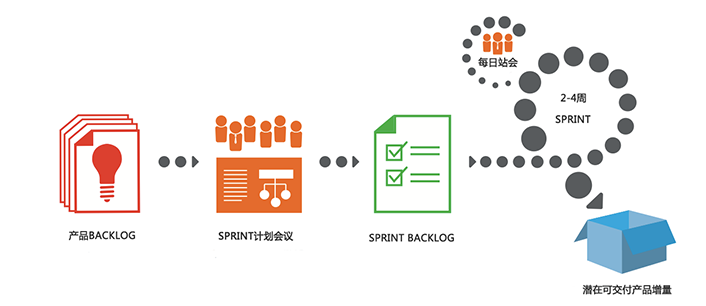 每日站会
2-4周
SPRINT
产品BACKLOG
SPRINT计划会议
SPRINT BACKLOG
潜在可交付产品增量